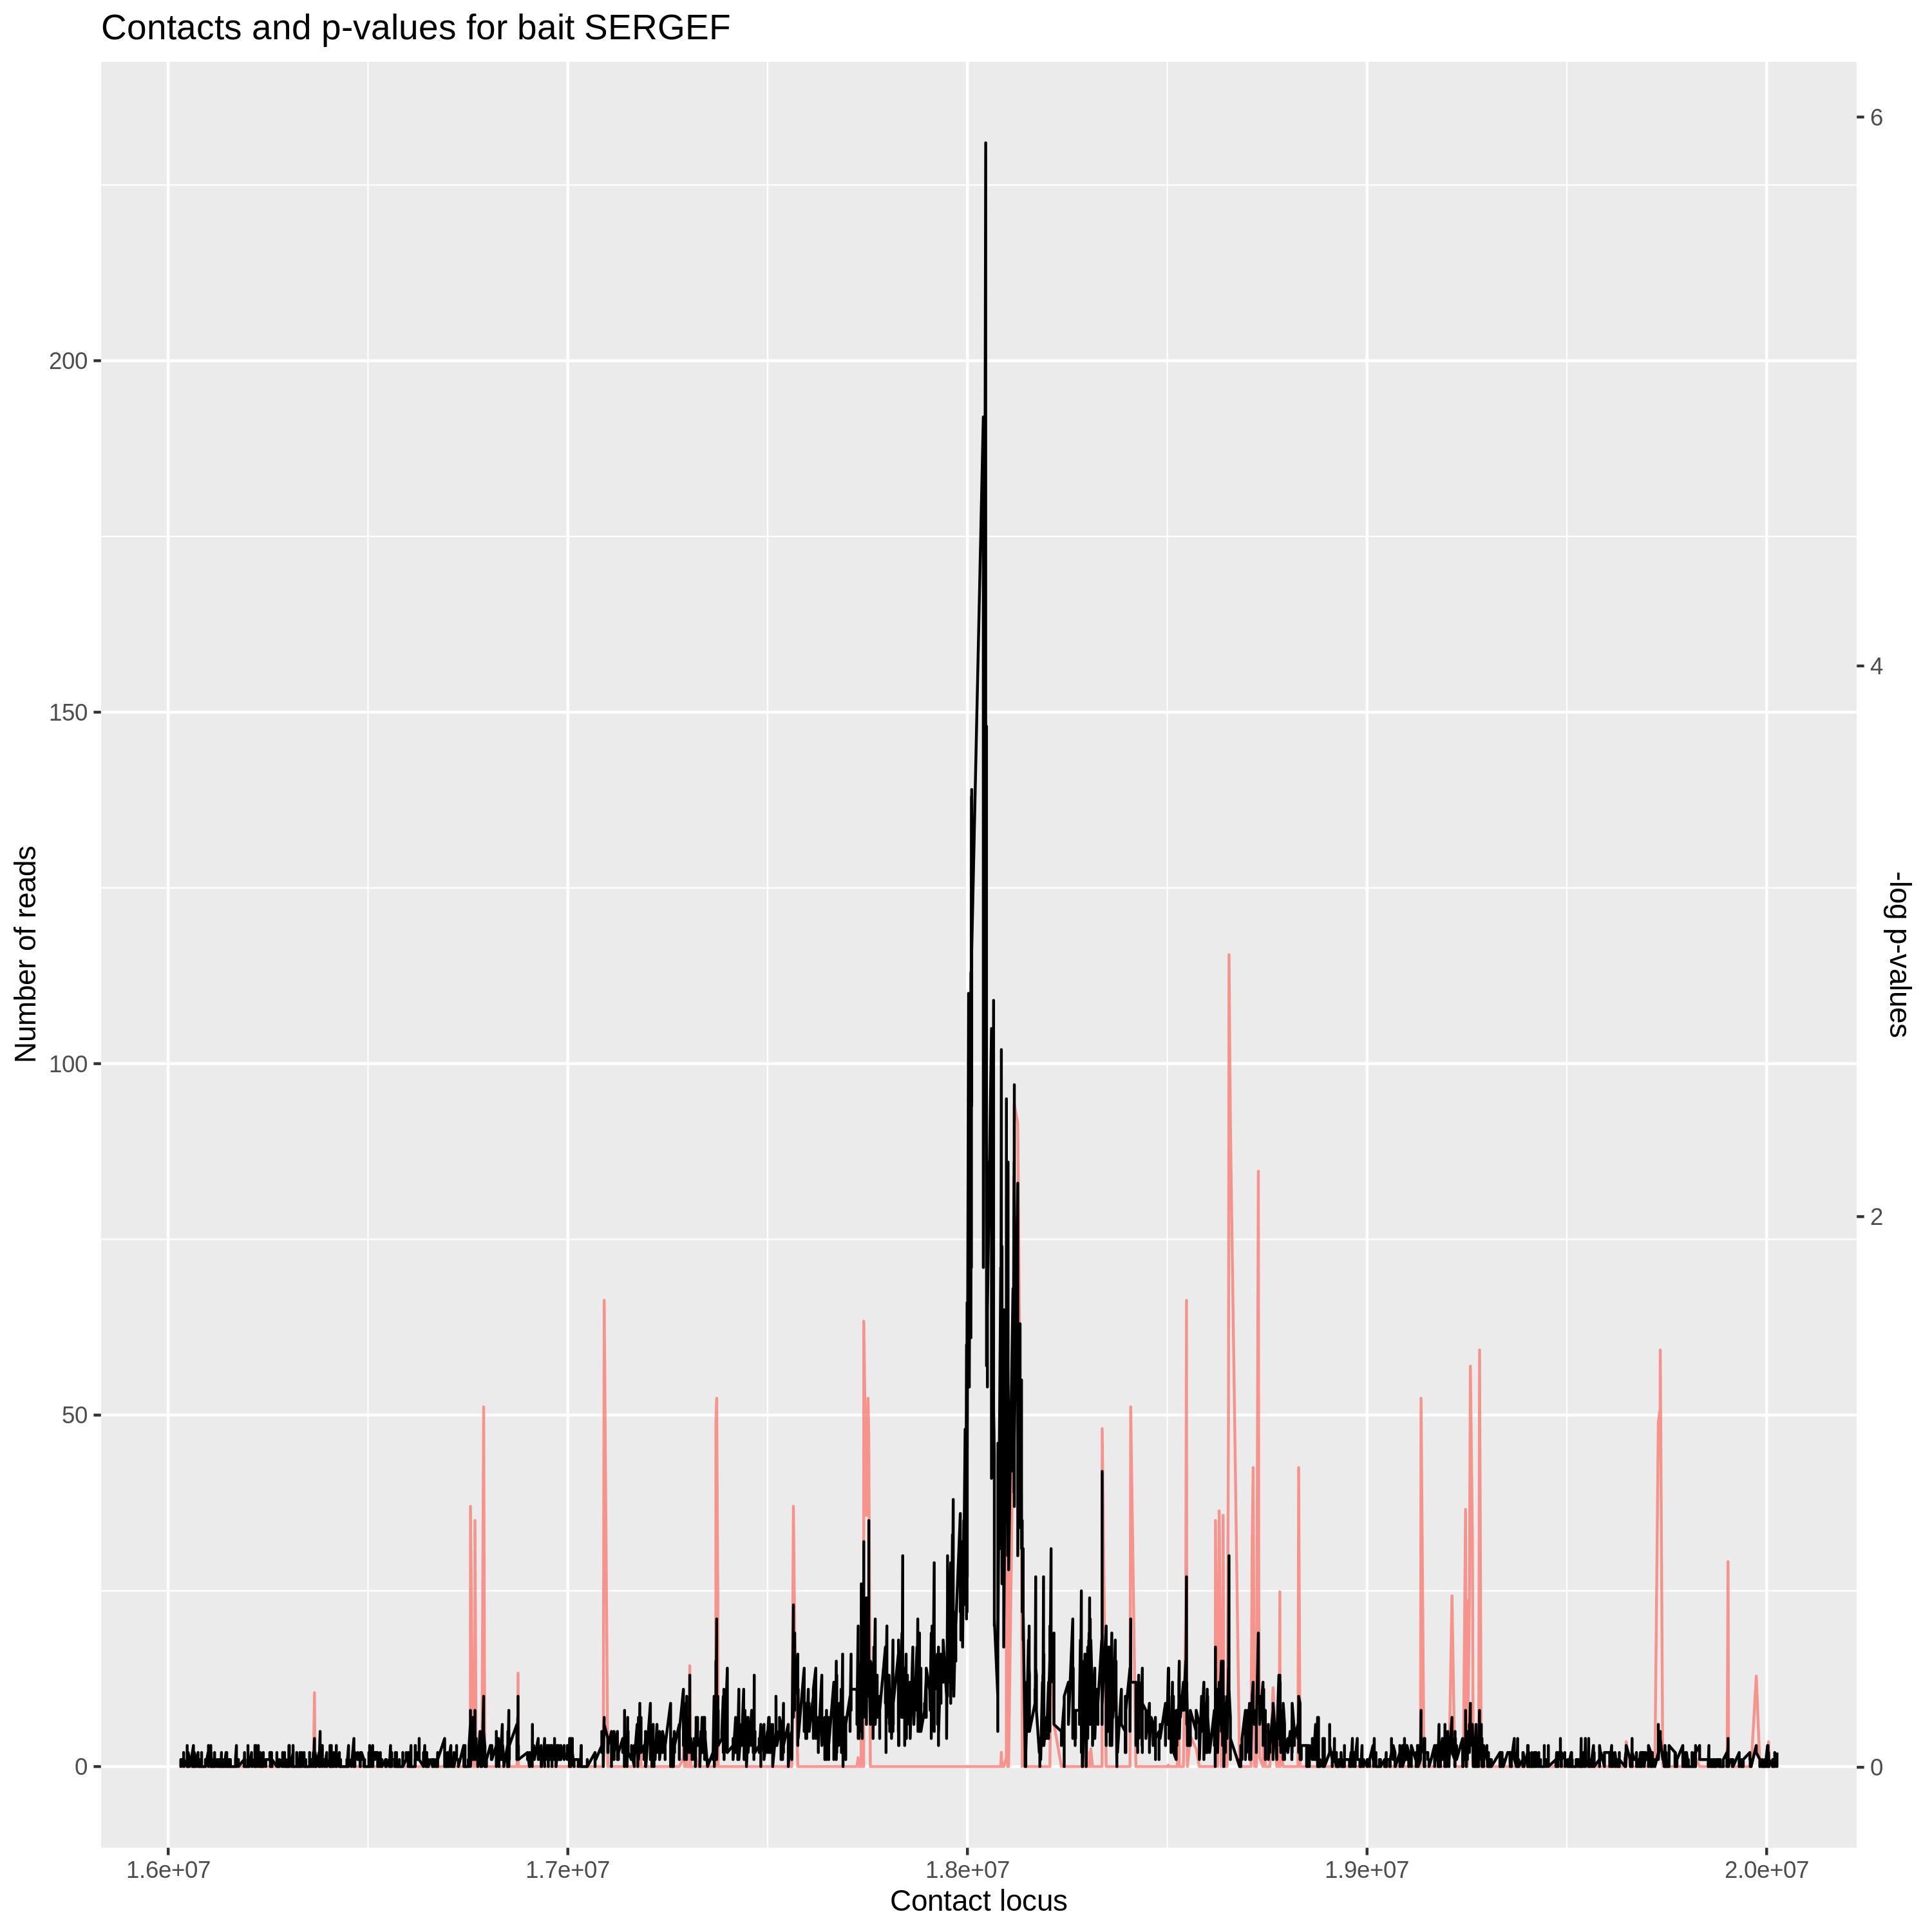 Contacts and p-values for bait SERGEF
Number of reads
200
150
100
50
0
6
4
2
0
-log p-values
1.6e+07
1.7e+07
1.8e+07
1.9e+07
2.0e+07
Contact locus